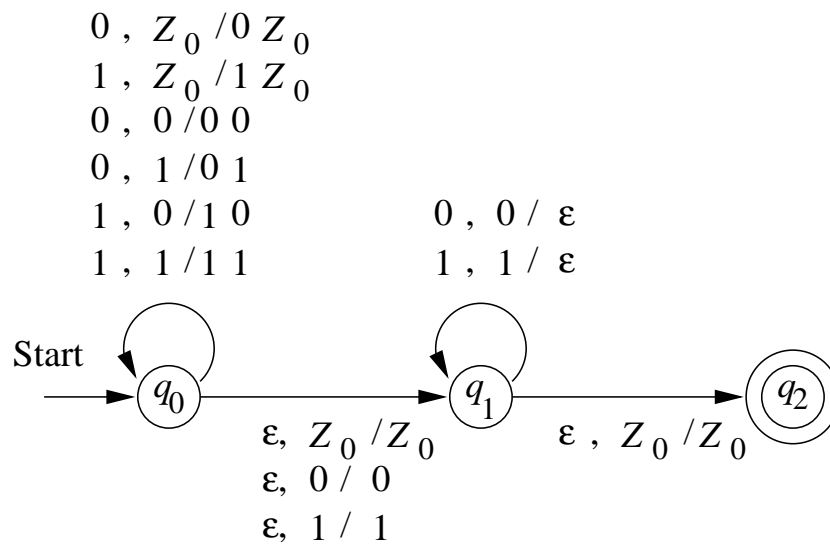 0 , Z₀ /0 Z₀
1 , Z₀ /1 Z₀
0 , 0 /0 0
0 , 1 /0 1
1 , 0 /1 0
1 , 1 /1 1
0 , 0 / ε
1 , 1 / ε
Start
q₀
q₁
q₂
ε, Z₀ /Z₀
ε, 0 / 0
ε, 1 / 1
ε , Z₀ /Z₀